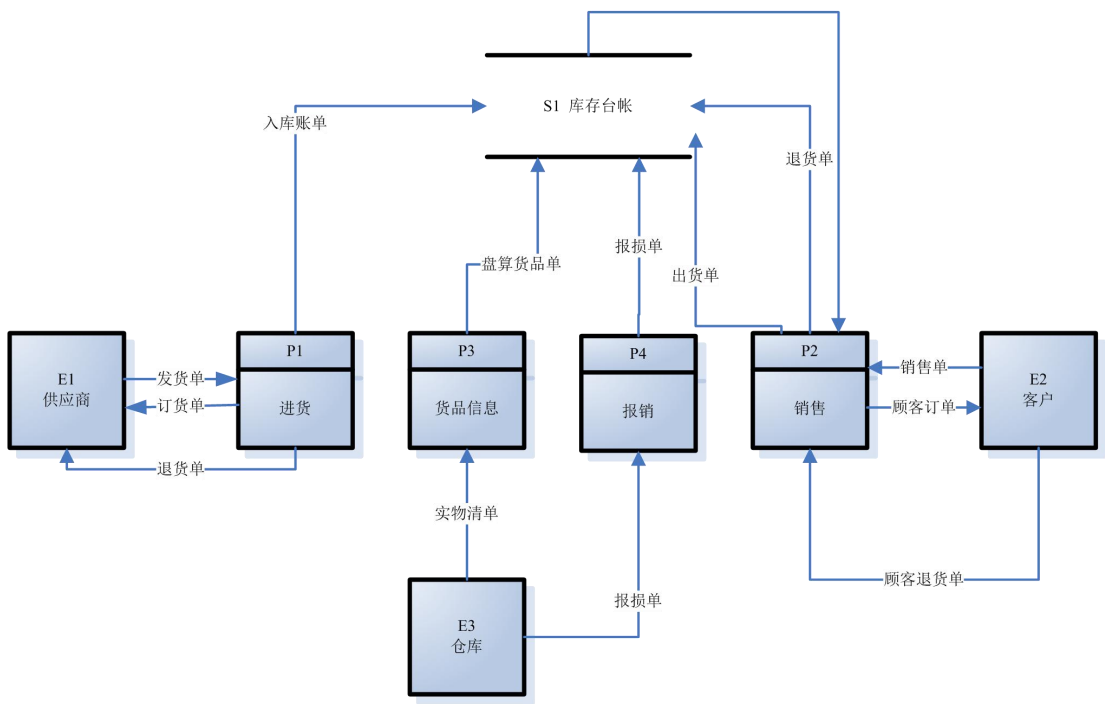 S1 库存台帐
入库账单
退货单
报损单
盘算货品单
出货单
P1
P3
P4
P2
E1
供应商
发货单
订货单
进货
货品信息
报销
销售
销售单
顾客订单
E2
客户
退货单
实物清单
顾客退货单
报损单
E3
仓库